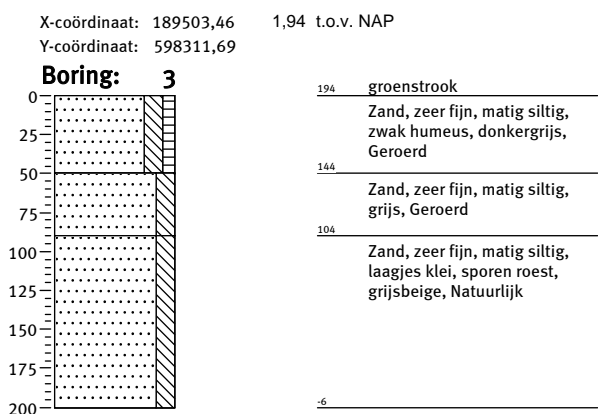 X-coördinaat: 189503,46 1,94 t.o.v. NAP
Y-coördinaat: 598311,69
Boring: 3
0
25
50
75
100
125
150
175
200
194 groenstrook
Zand, zeer fijn, matig siltig,
zwak humeus, donkergrijs,
Geroerd
144
Zand, zeer fijn, matig siltig,
grijs, Geroerd
104
Zand, zeer fijn, matig siltig,
laagjes klei, sporen roest,
grijsbeige, Natuurlijk
-6